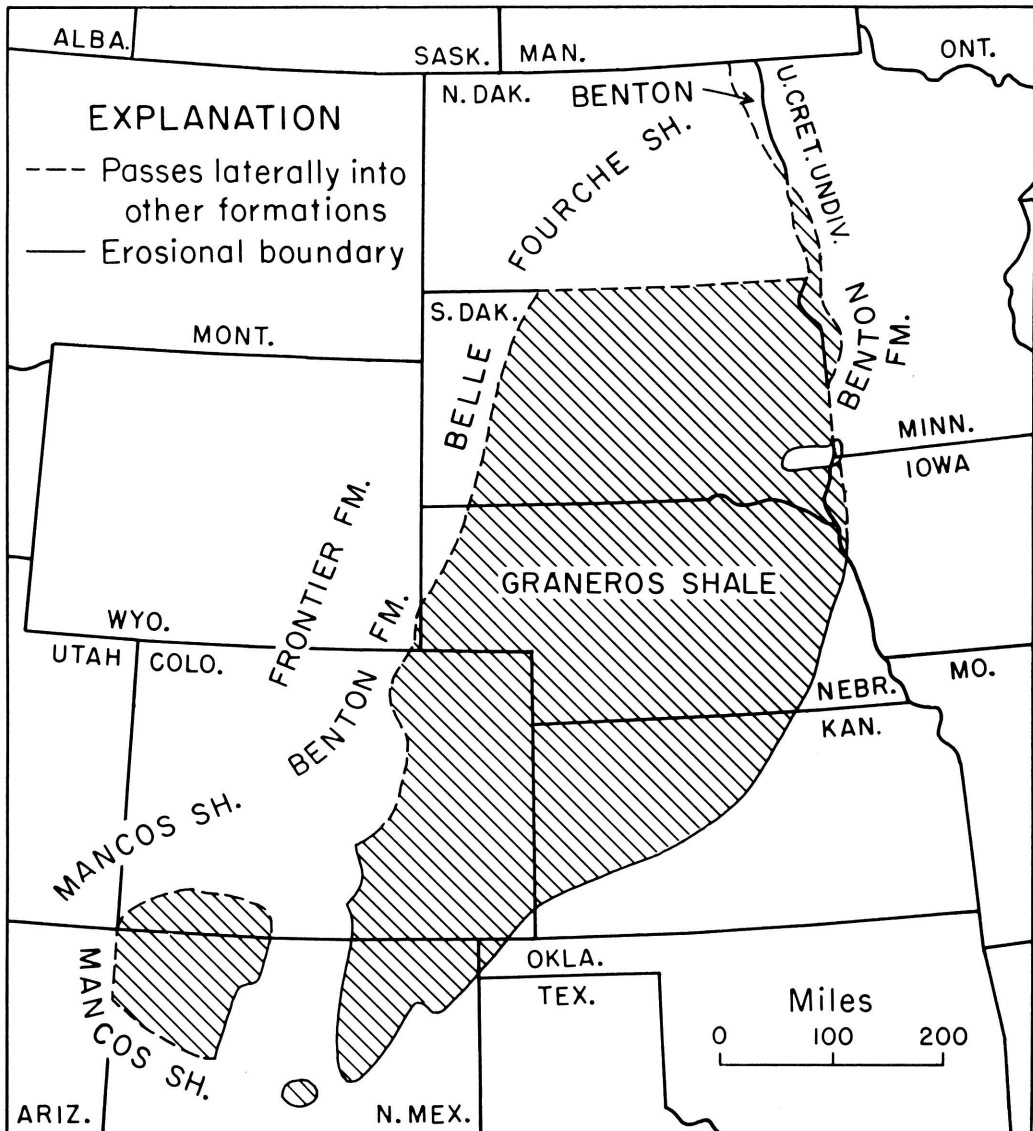 ALBA.
SASK.
MAN.
ONT.
N. DAK.
BENTON
U. CRET. UNDIV.
EXPLANATION
Passes laterally into
other formations
Erosional boundary
BELLE FOURCHE SH.
S. DAK.
MONT.
BENTON
FM.
MINN.
IOWA
FRONTIER FM.
GRANEROS SHALE
WYO.
UTAH
COLO.
BENTON FM.
NEBR.
MO.
KAN.
MANCOS SH.
MANCOS SH.
OKLA.
TEX.
Miles
0 100 200
ARIZ.
N. MEX.